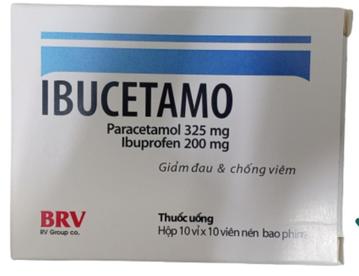 IBUCETAMO
Paracetamol 325 mg
Ibuprofen 200 mg
Giảm đau & chống viêm
BRV
BV Group co.
Thuốc uống
Hộp 10 vỉ x 10 viên nén bao phim